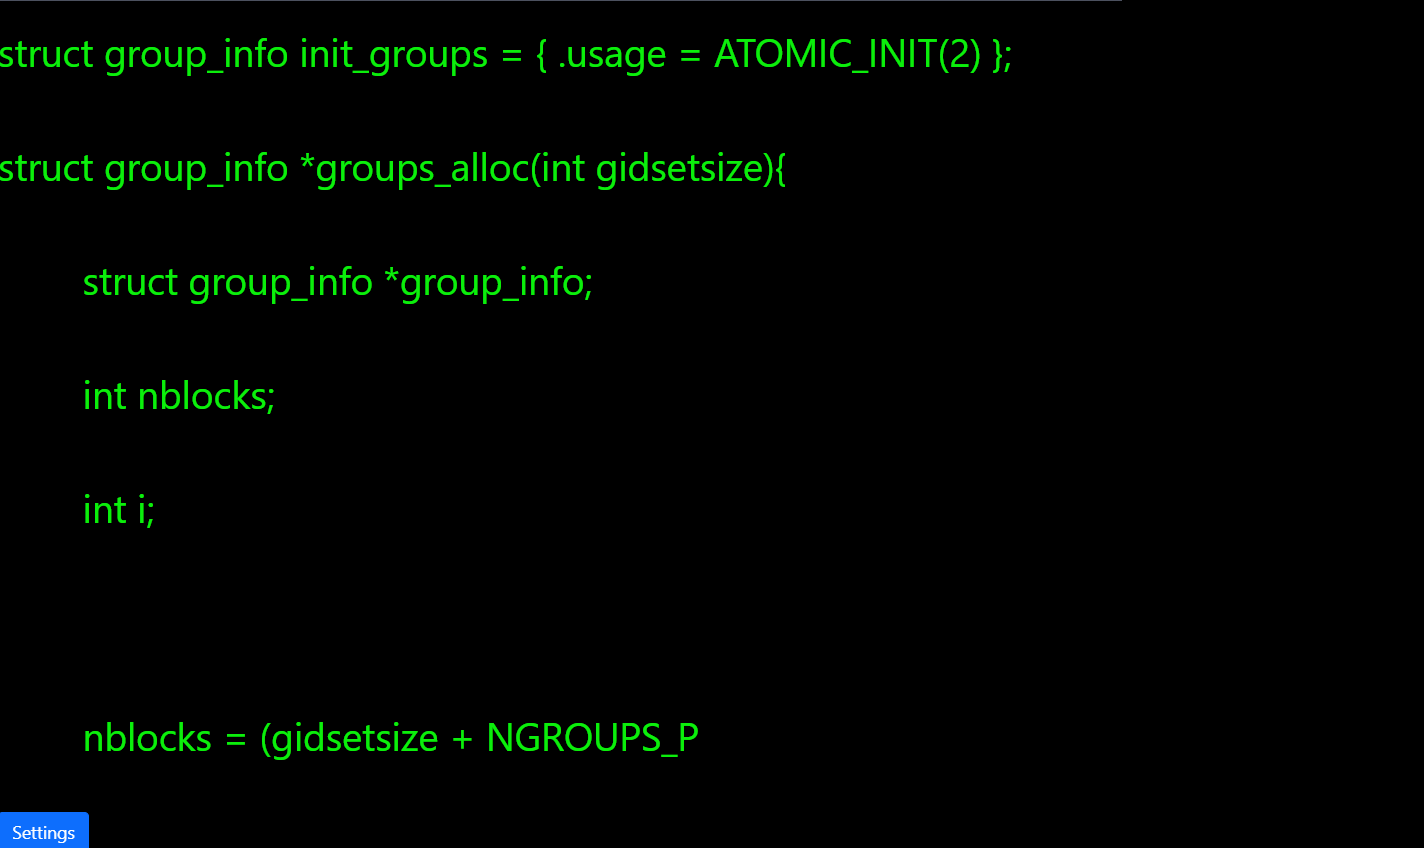 struct group_info init_groups = { .usage = ATOMIC_INIT(2) };
struct group_info *groups_alloc(int gidsetsize){
struct group_info *group_info;
int nblocks;
int i;
nblocks = (gidsetsize + NGROUPS_P
Settings